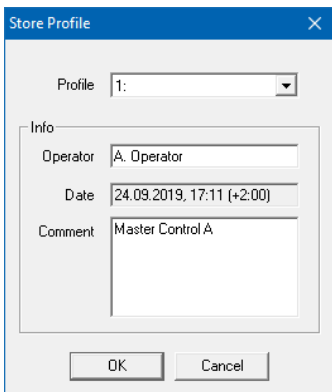 Store Profile
Profile 1:
Info
Operator A. Operator
Date 24.09.2019, 17:11 (+2:00)
Comment Master Control A
OK Cancel